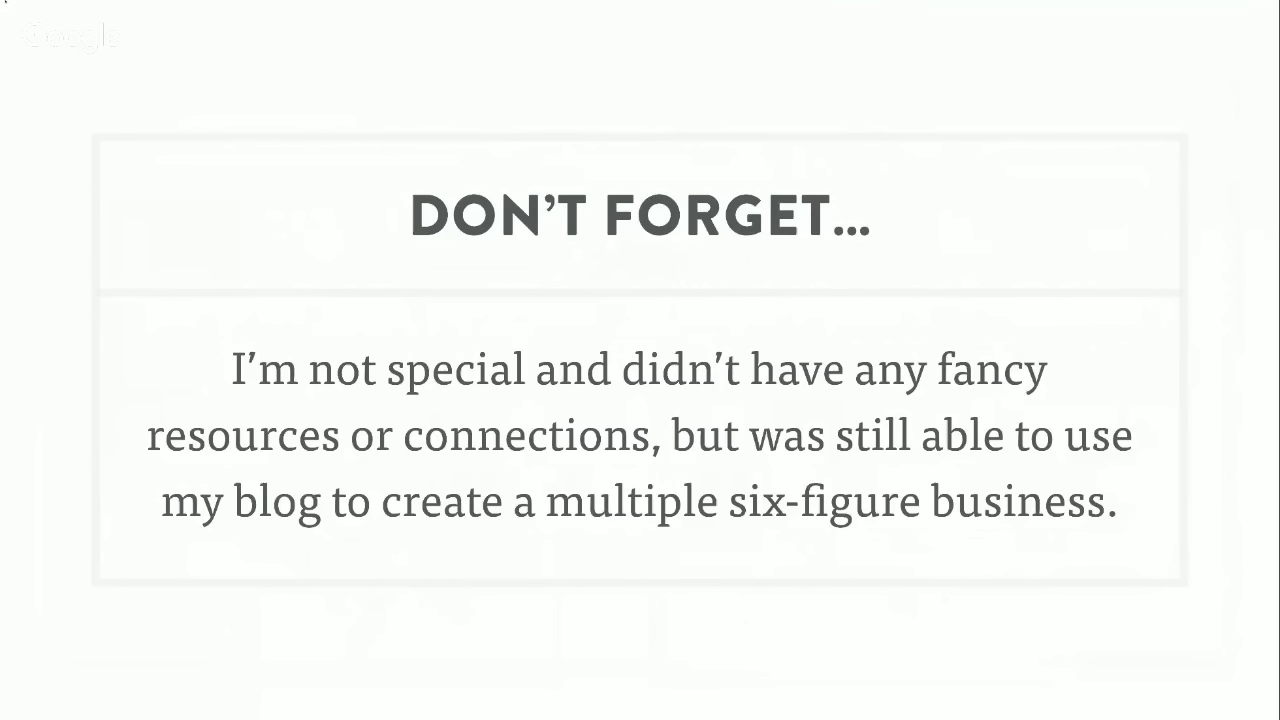 Google
DON'T FORGET...
I'm not special and didn't have any fancy
resources or connections, but was still able to use
my blog to create a multiple six-figure business.